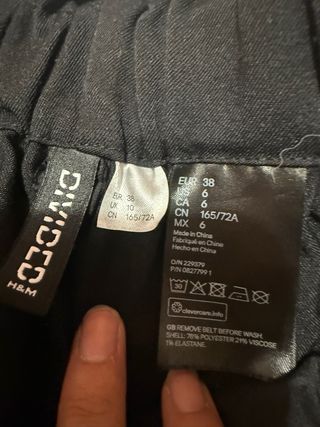 DIVIDED
H&M
EUR 38
UK 10
CN 165/72A
EUR 38
US 6
CA 6
CN 165/72A
MX 6
Made in China
Fabriqué en Chine
Hecho en China
O/N 229379
P/N 0827799 1
30
clevercare.info
GB REMOVE BELT BEFORE WASH.
SHELL: 78% POLYESTER 21% VISCOSE
1% ELASTANE.